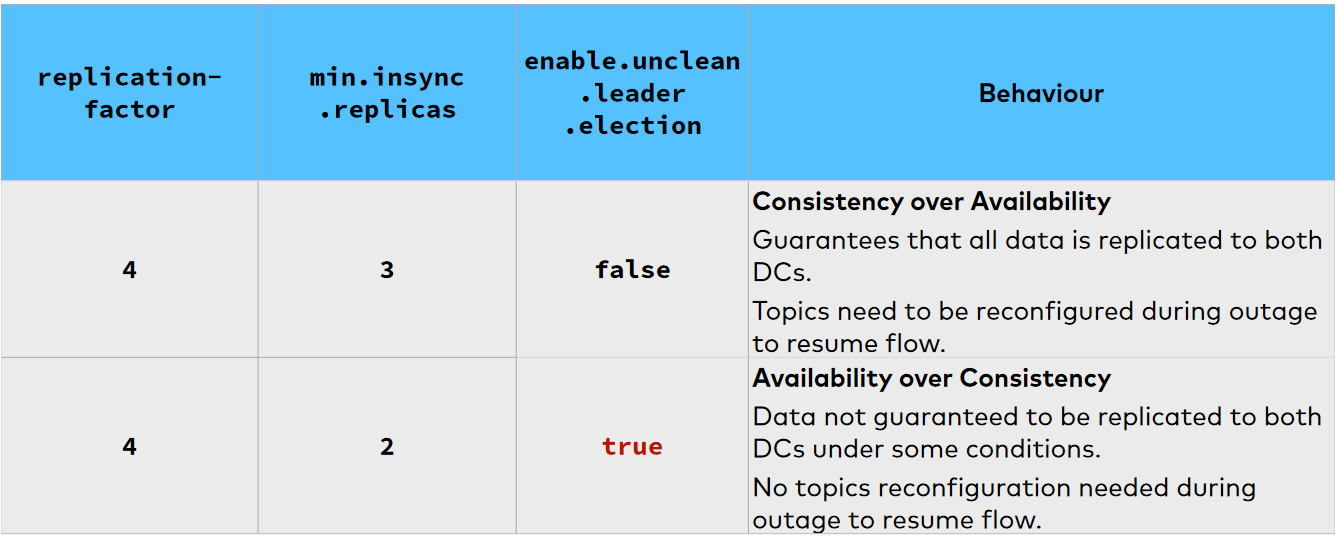 replication-
factor
min.insync
.replicas
enable.unclean
.leader
.election
Behaviour
4
3
false
Consistency over Availability
Guarantees that all data is replicated to both
DCs.
Topics need to be reconfigured during outage
to resume flow.
4
2
true
Availability over Consistency
Data not guaranteed to be replicated to both
DCs under some conditions.
No topics reconfiguration needed during
outage to resume flow.